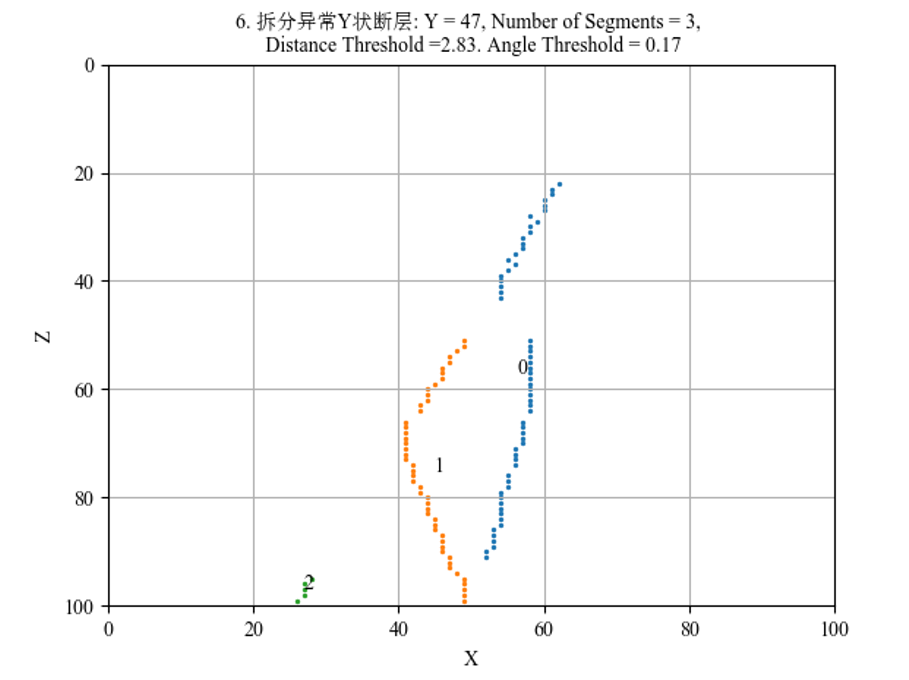 6. 拆分异常Y状断层: Y = 47, Number of Segments = 3,
Distance Threshold =2.83. Angle Threshold = 0.17
0
20
40
0
60
1
80
2
100
0 20 40 60 80 100
Z
X